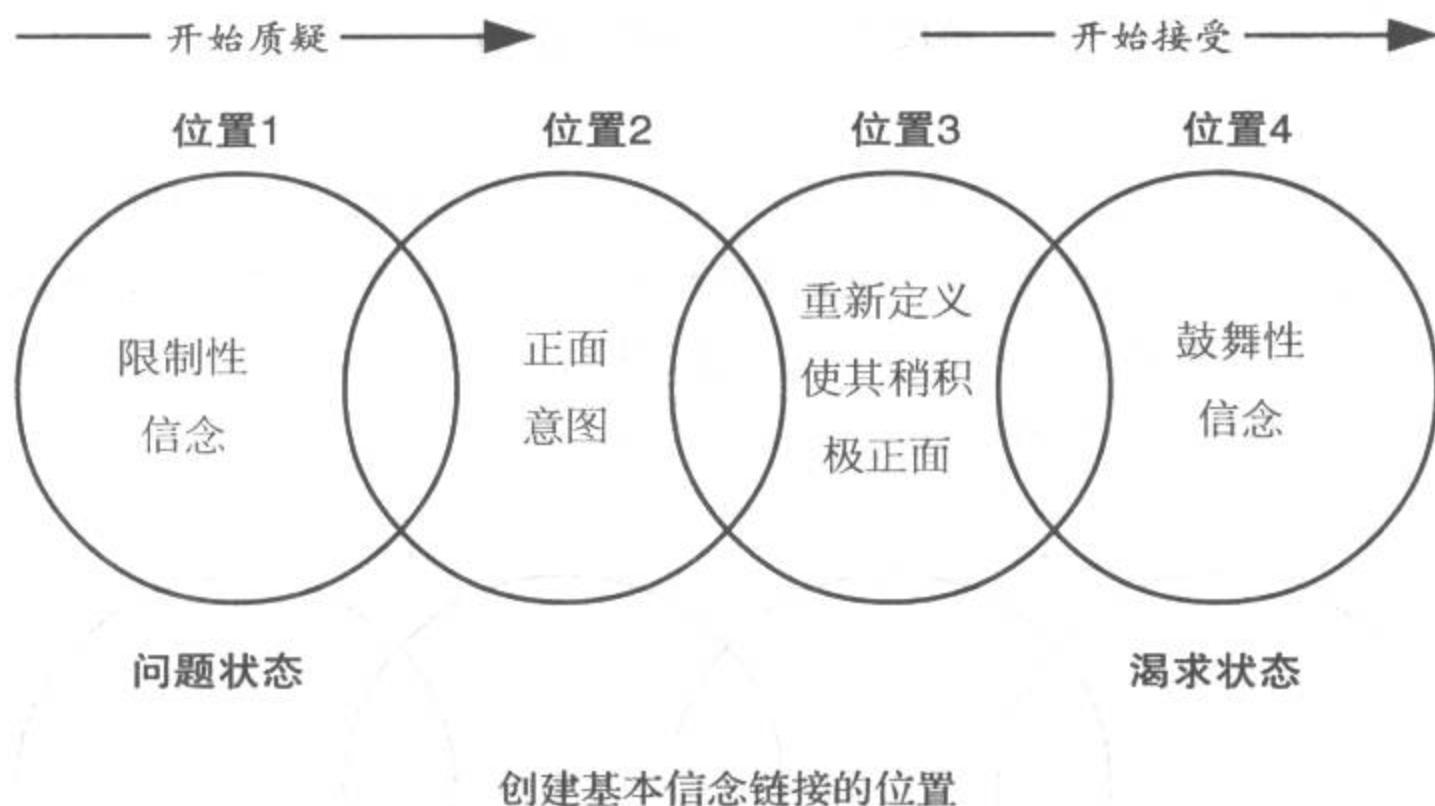 开始质疑 开始接受
位置1 位置2 位置3 位置4
限制性
信念
正面
意图
重新定义
使其稍积
极正面
鼓舞性
信念
问题状态 渴求状态
创建基本信念链接的位置